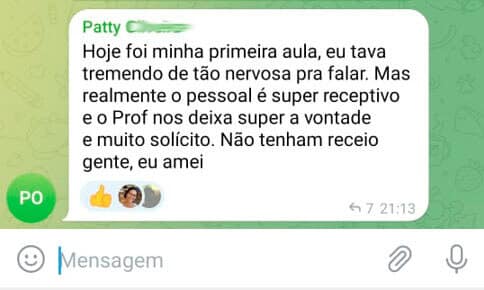 Patty
Hoje foi minha primeira aula, eu tava
tremendo de tão nervosa pra falar. Mas
realmente o pessoal é super receptivo
e o Prof nos deixa super a vontade
e muito solícito. Não tenham receio
gente, eu amei
PO
7 21:13
Mensagem